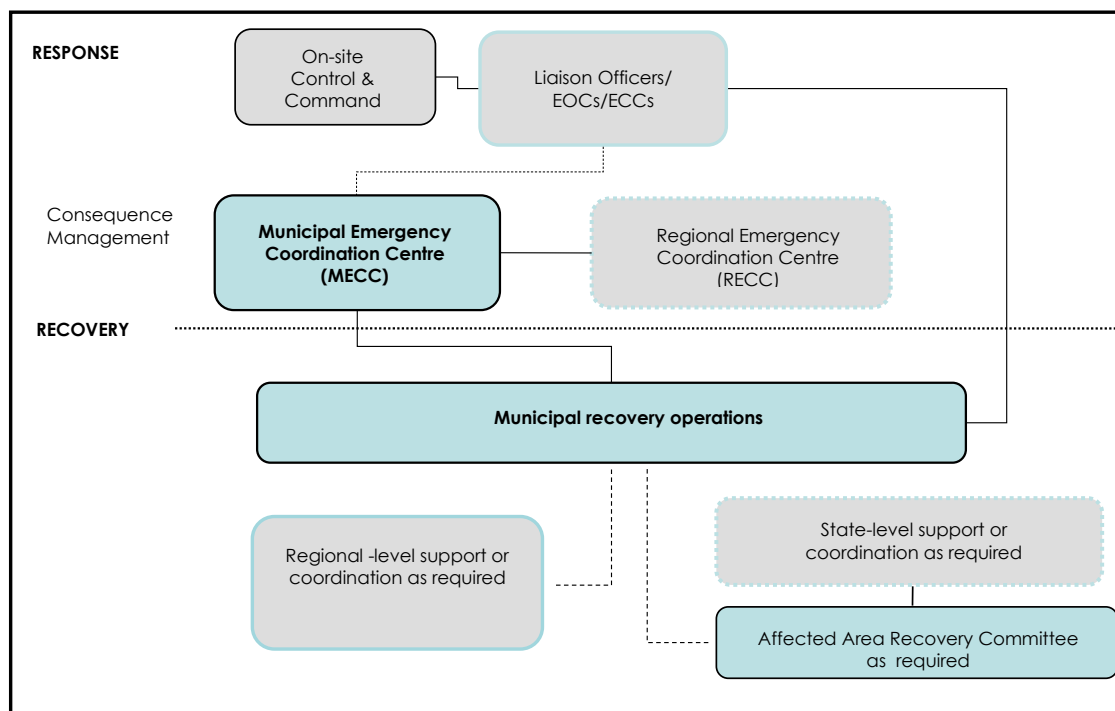 RESPONSE
On-site
Control &
Command
Liaison Officers/
EOCs/ECCs
Consequence
Management
Municipal Emergency
Coordination Centre
(MECC)
Regional Emergency
Coordination Centre
(RECC)
RECOVERY
Municipal recovery operations
Regional -level support or
coordination as required
State-level support or
coordination as required
Affected Area Recovery Committee
as  required